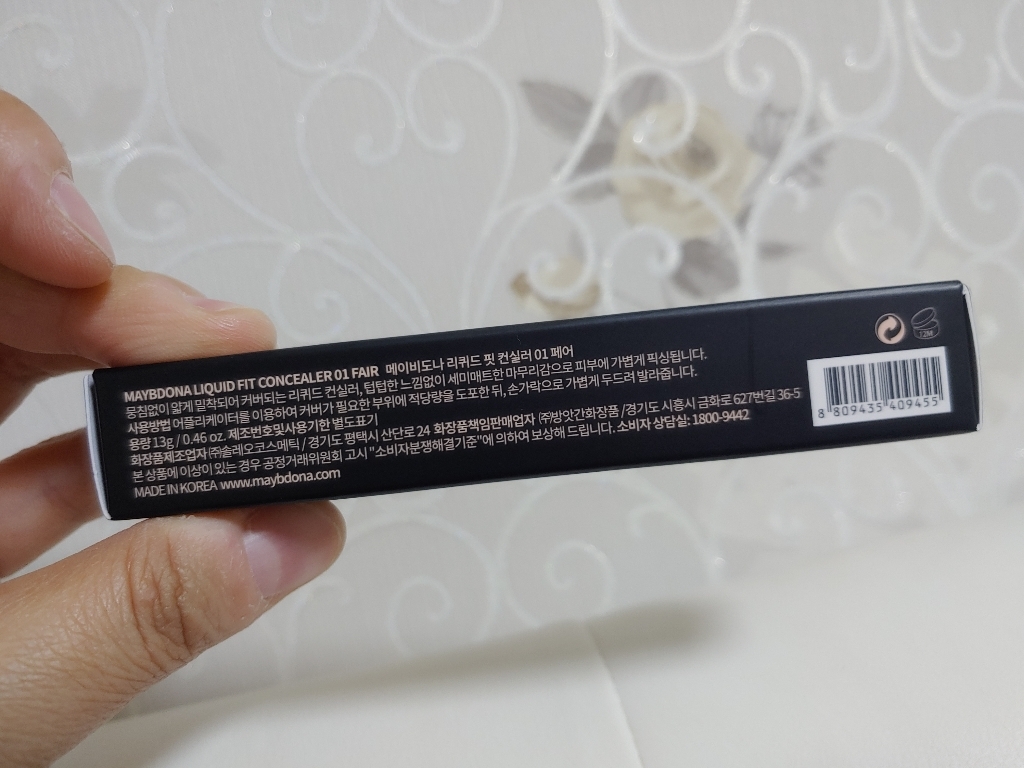 MAYBDONA LIQUID FIT CONCEALER 01 FAIR 메이비도나 리퀴드 핏 컨실러 01 페어
뭉침없이 얇게 밀착되어 커버되는 리퀴드 컨실러, 텁텁한 느낌없이 세미매트한 마무리감으로 피부에 가볍게 픽싱됩니다.
사용방법 어플리케이터를 이용하여 커버가 필요한 부위에 적당량을 도포한 뒤, 손가락으로 가볍게 두드려 발라줍니다.
용량 13g / 0.46 oz. 제조번호및사용기한 별도표기
화장품제조업자 ㈜솔레오코스메틱 / 경기도 평택시 산단로 24 화장품책임판매업자 ㈜방앗간화장품 / 경기도 시흥시 금화로 627번길 36-5
본 상품에 이상이 있는 경우 공정거래위원회 고시 "소비자분쟁해결기준"에 의하여 보상해 드립니다. 소비자 상담실: 1800-9442
MADE IN KOREA www.maybdona.com
12M
8 809435 409455